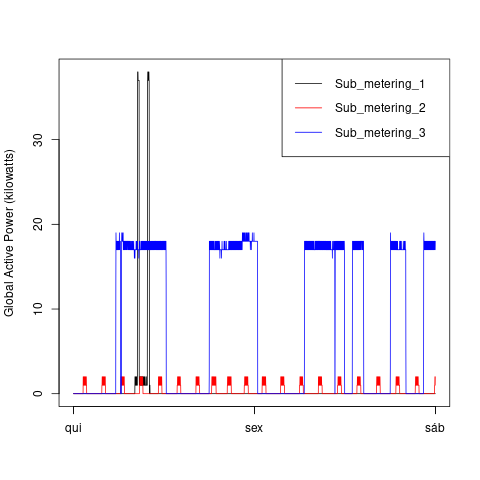 Sub_metering_1
Sub_metering_2
Sub_metering_3
Global Active Power (kilowatts)
30
20
10
0
qui
sex
sáb